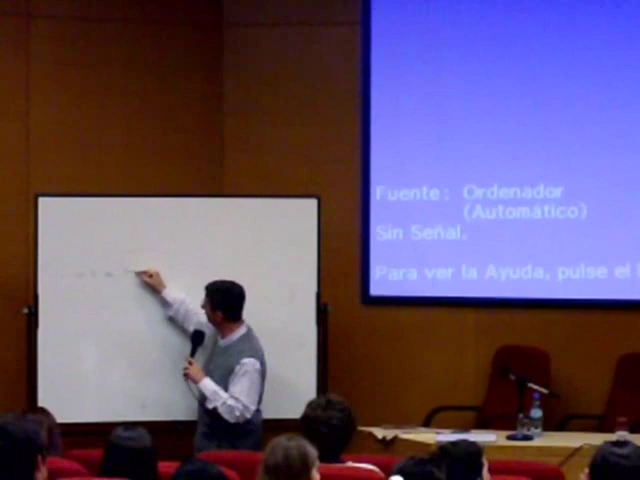 Fuente: Ordenador
(Automático)
Sin Señal.
Para ver la Ayuda, pulse el